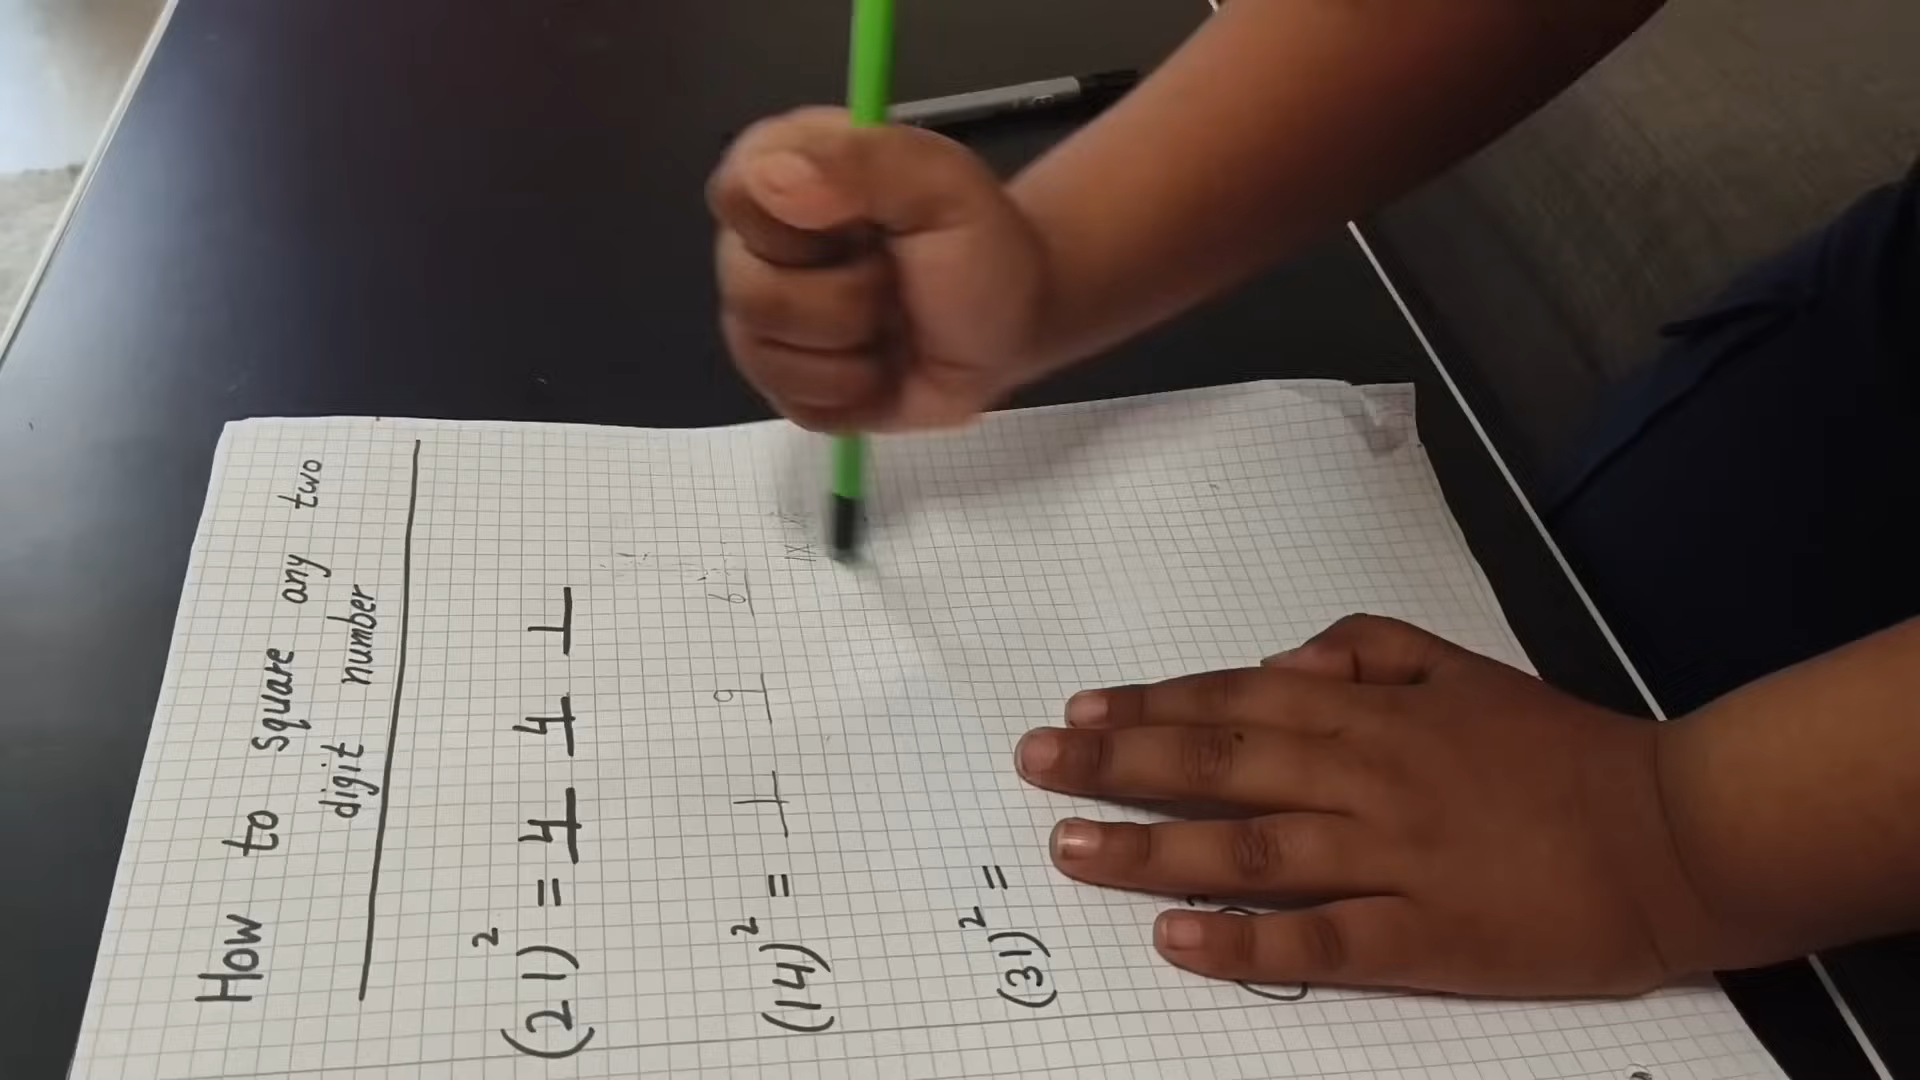 How to square any two
digit number
(21)² = 4 4 1
(14)² = 1 9 6
(31)² =